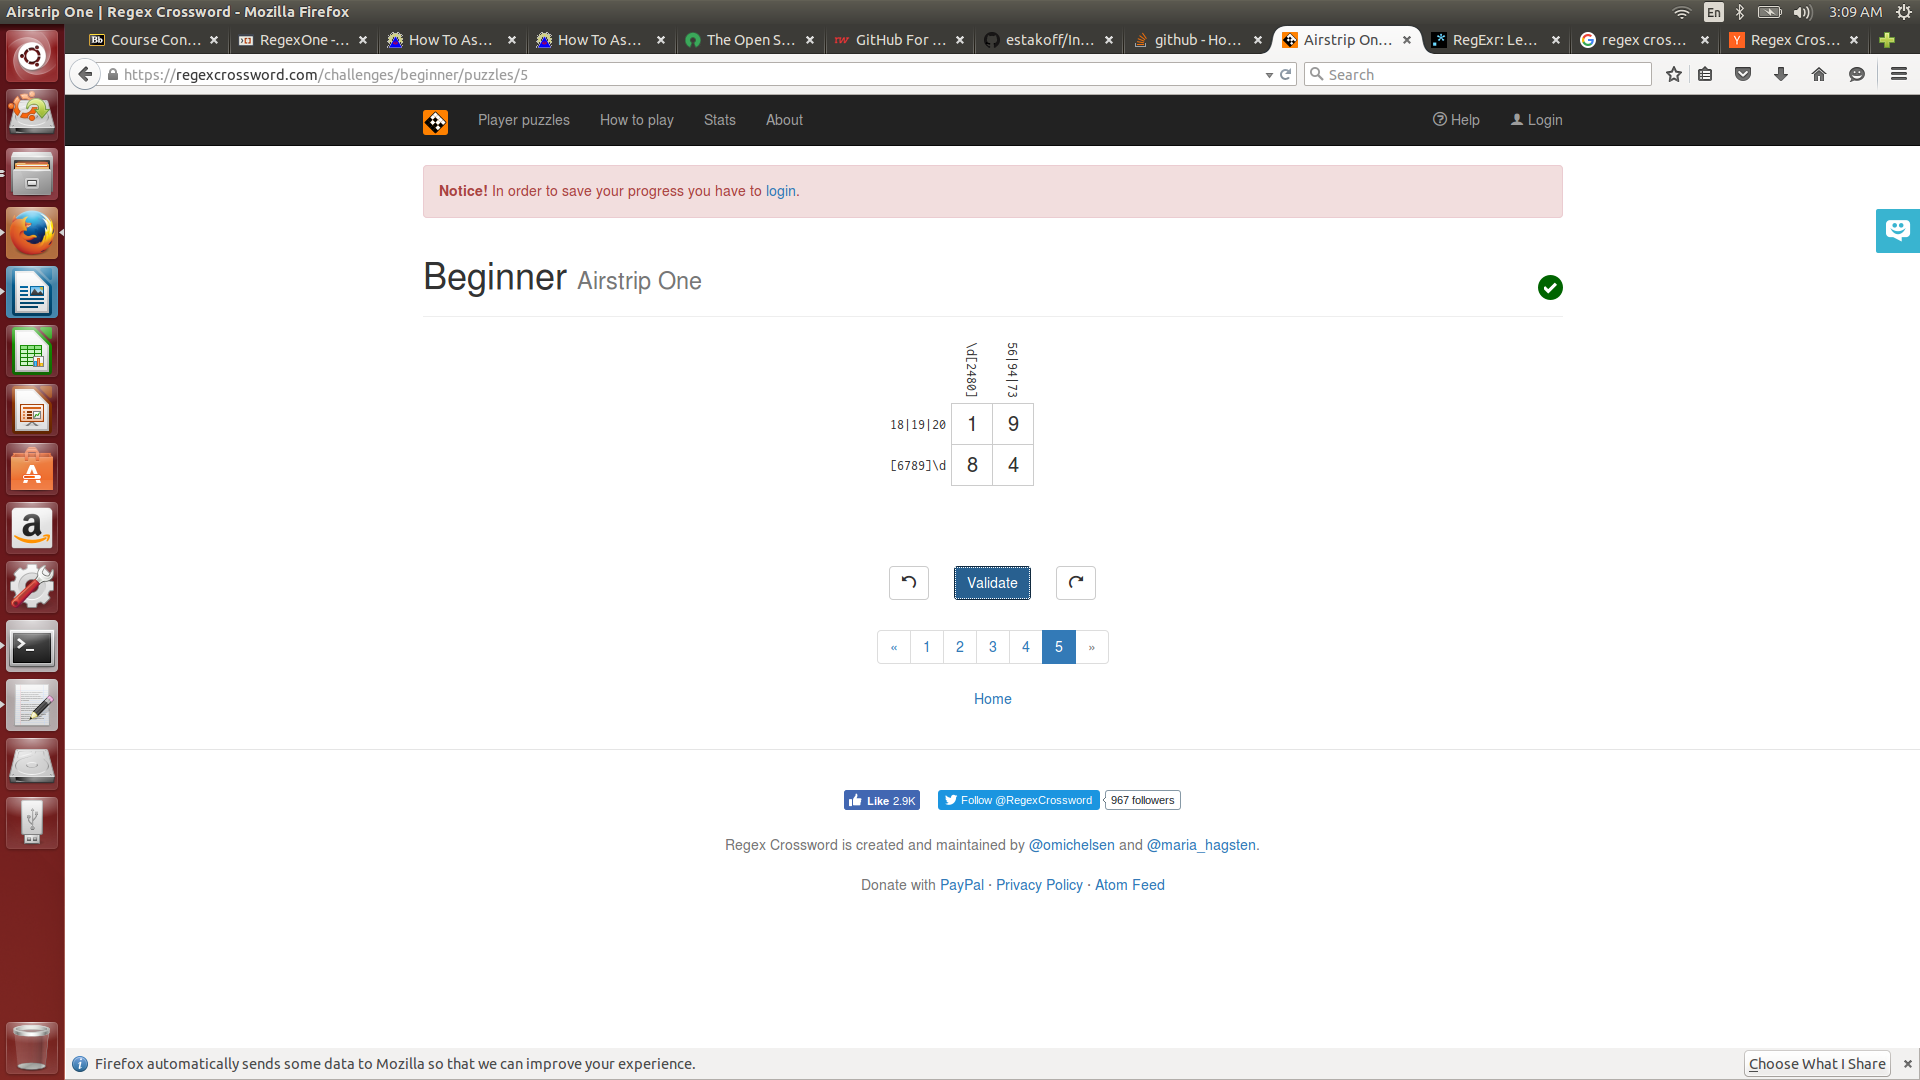 Airstrip One | Regex Crossword - Mozilla Firefox
En
3:09 AM
Bb Course Con...
RegexOne -...
How To As...
How To As...
The Open S...
rw GitHub For ...
estakoff/In...
github - Ho...
Airstrip On...
RegExr: Le...
regex cros...
Y Regex Cros...
https://regexcrossword.com/challenges/beginner/puzzles/5
Search
Player puzzles
How to play
Stats
About
Help
Login
Notice! In order to save your progress you have to login.
Beginner Airstrip One
\d[2480]
56|94|73
18|19|20
1 9
[6789]\d
8 4
Validate
« 1 2 3 4 5 »
Home
Like 2.9K
Follow @RegexCrossword
967 followers
Regex Crossword is created and maintained by @omichelsen and @maria_hagsten.
Donate with PayPal · Privacy Policy · Atom Feed
Firefox automatically sends some data to Mozilla so that we can improve your experience.
Choose What I Share